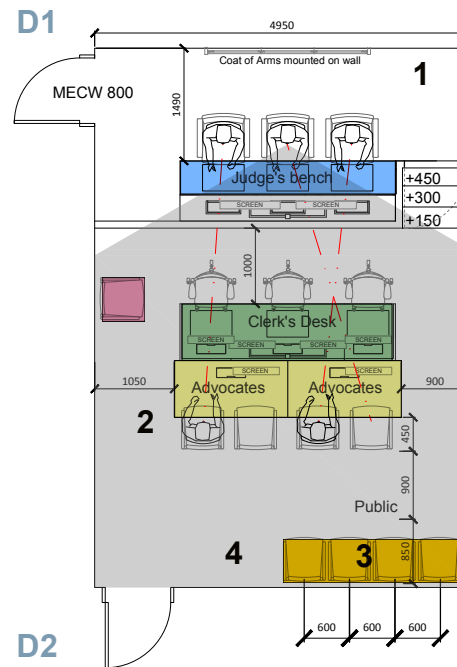 D1
4950
Coat of Arms mounted on wall
1
MECW 800
1490
Judge's bench
+450
+300
+150
SCREEN SCREEN
1000
Clerk's Desk
SCREEN SCREEN SCREEN SCREEN
SCREEN SCREEN
1050
Advocates Advocates
900
2
450
900
Public
4
3
850
600 600 600
D2